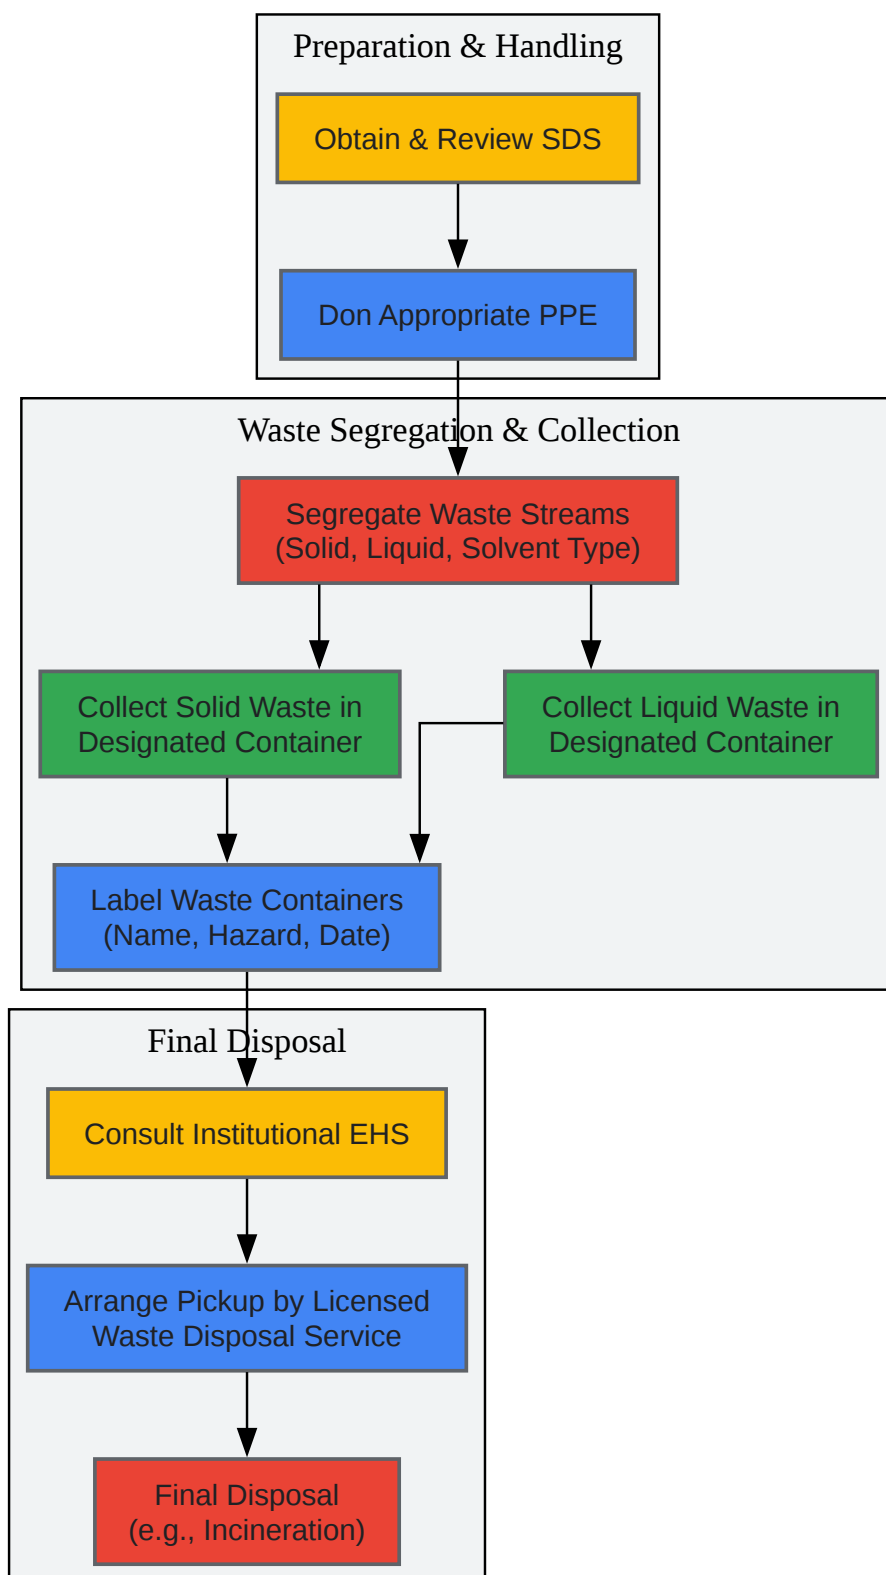 Preparation & Handling
Obtain & Review SDS
Don Appropriate PPE
Waste Segregation & Collection
Segregate Waste Streams
(Solid, Liquid, Solvent Type)
Collect Solid Waste in
Designated Container
Collect Liquid Waste in
Designated Container
Label Waste Containers
(Name, Hazard, Date)
Final Disposal
Consult Institutional EHS
Arrange Pickup by Licensed
Waste Disposal Service
Final Disposal
(e.g., Incineration)